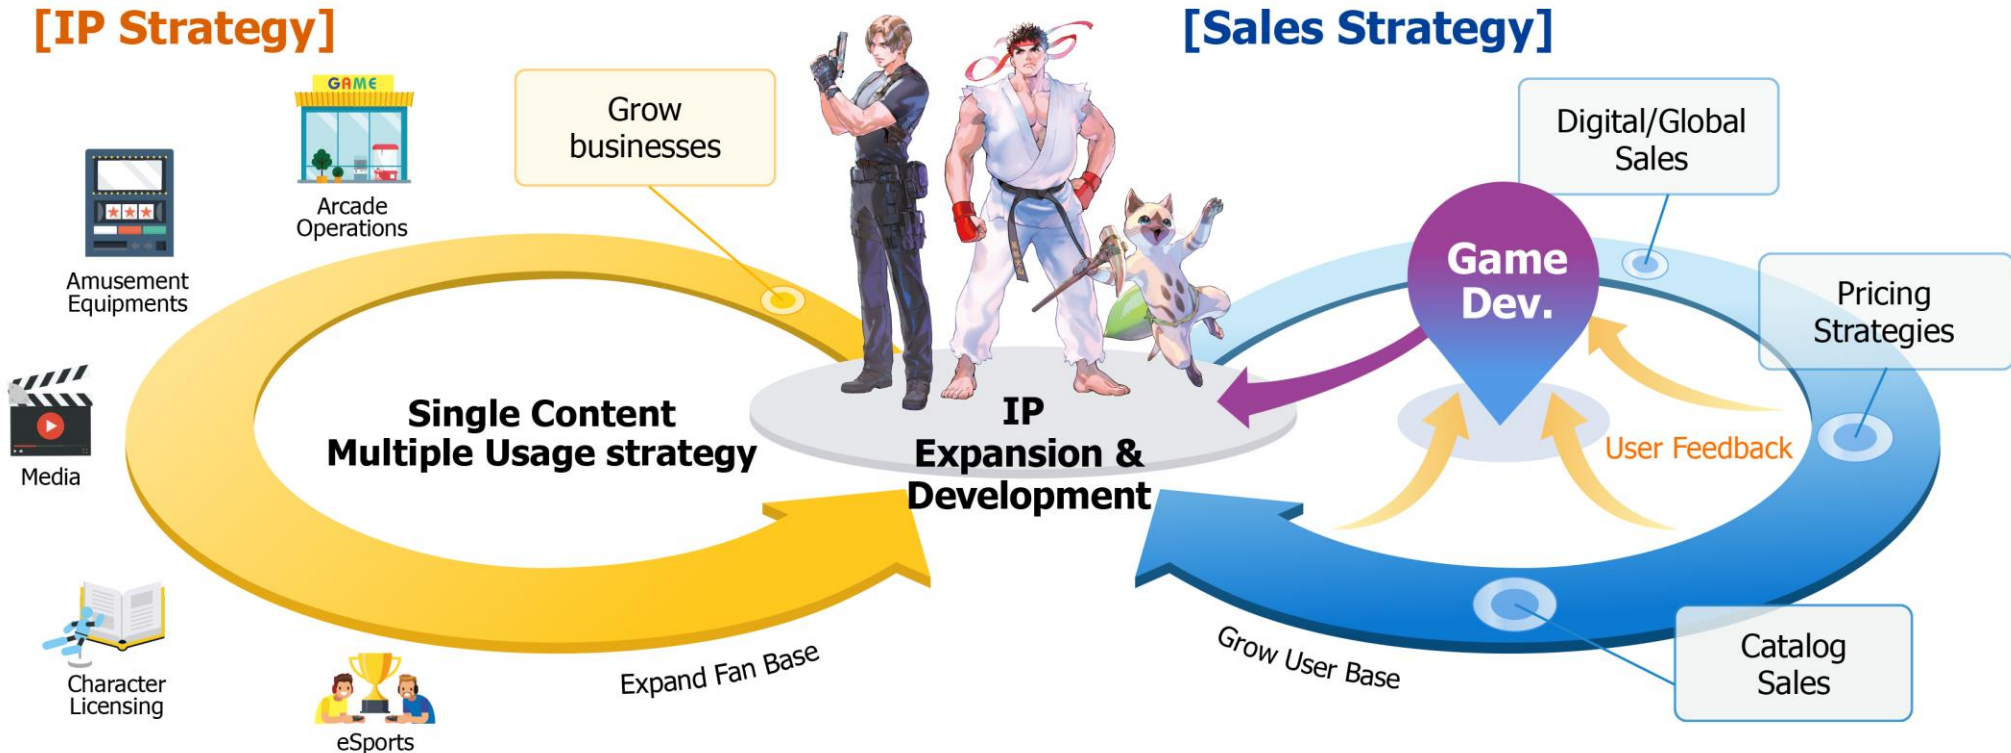 [IP Strategy]
GAME
Arcade
Operations
Amusement
Equipments
Media
Character
Licensing
eSports
Grow
businesses
Single Content
Multiple Usage strategy
Expand Fan Base
IP
Expansion &
Development
[Sales Strategy]
Digital/Global
Sales
Game
Dev.
Pricing
Strategies
User Feedback
Grow User Base
Catalog
Sales